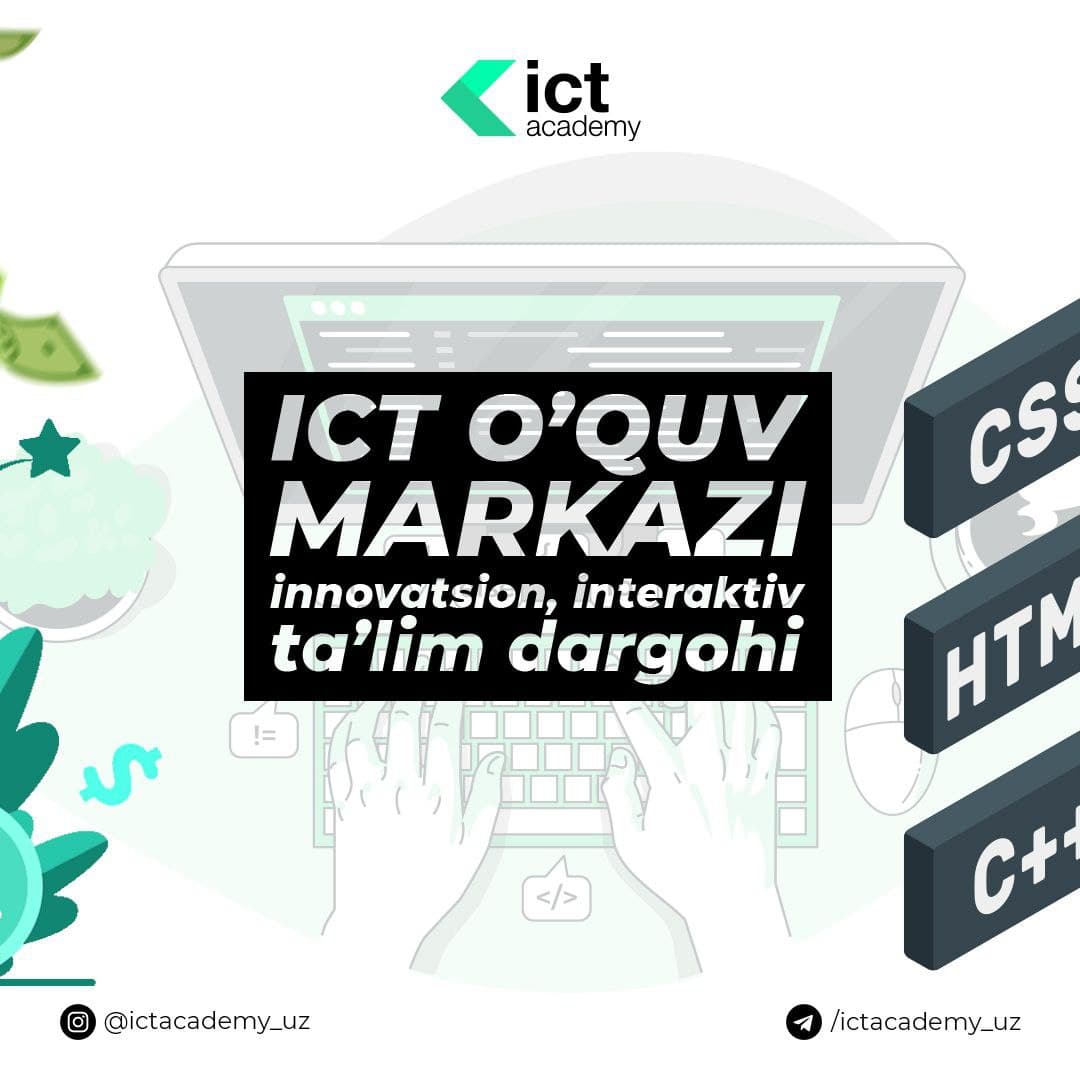 ict
academy
ICT O’QUV
MARKAZI
innovatsion, interaktiv
ta’lim dargohi
CSS
HTM
C++
!=
</>
@ictacademy_uz
/ictacademy_uz